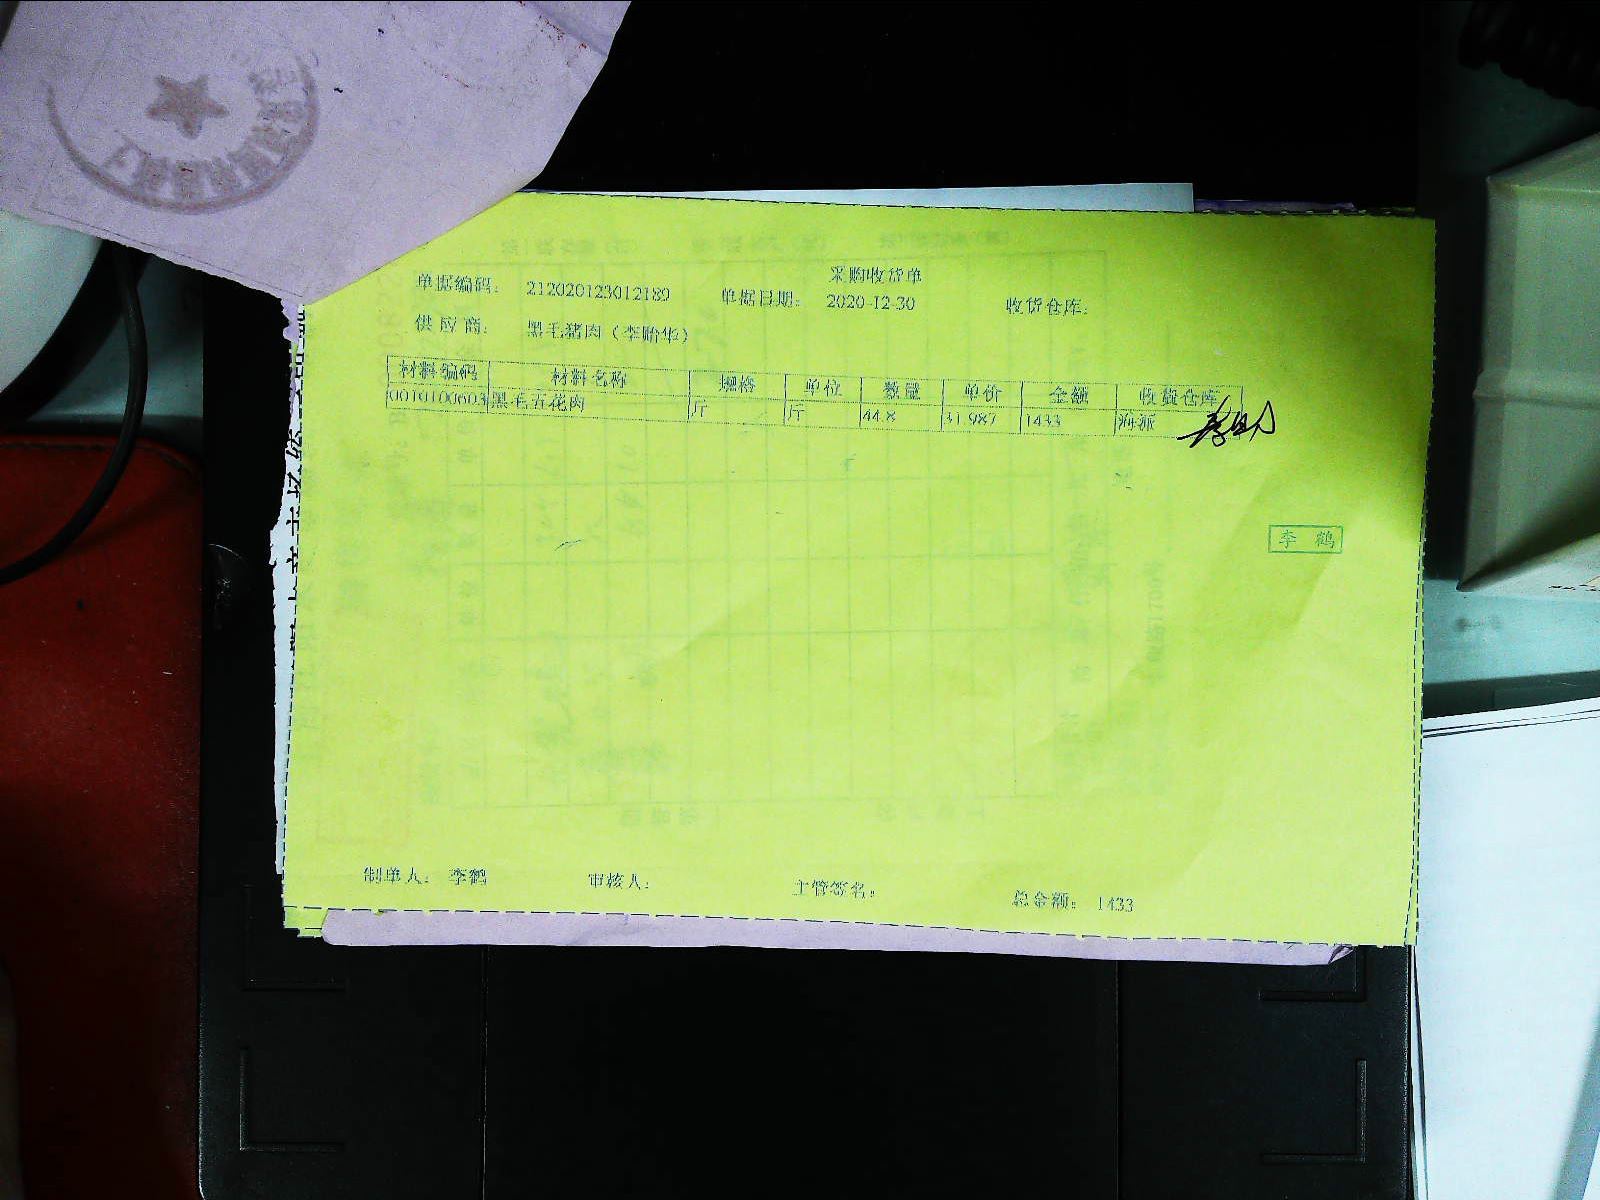 采购收货单
单据编码: 212020123012189 单据日期: 2020-12-30 收货仓库:
供应商: 黑毛猪肉(李贻华)
材料编码 材料名称 规格 单位 数量 单价 金额 收货仓库
0010100603 黑毛五花肉 斤 斤 44.8 31.987 1433 海派
李 鹤
制单人: 李鹤 审核人: 主管签名: 总金额: 1433